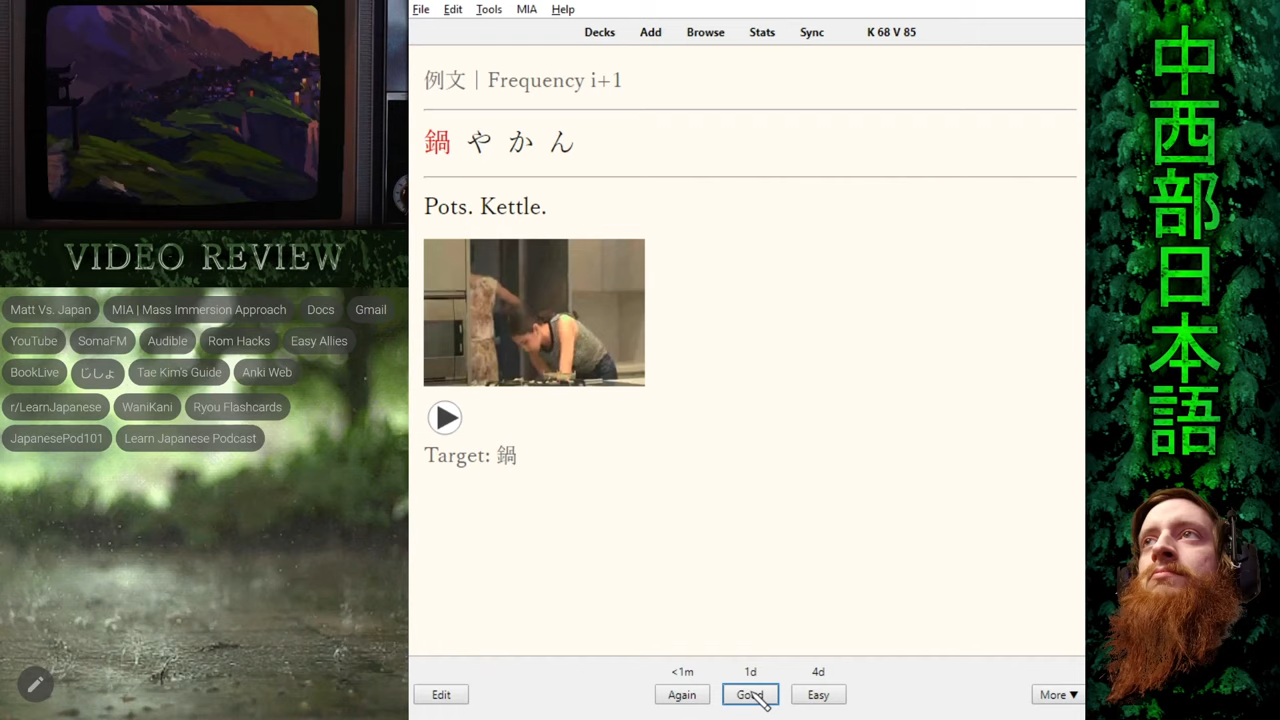 File Edit Tools MIA Help
Decks Add Browse Stats Sync K 68 V 85
例文｜Frequency i+1
鍋 や か ん
Pots. Kettle.
Target: 鍋
<1m 1d 4d
Edit Again Good Easy More ▼
VIDEO REVIEW
Matt Vs. Japan MIA | Mass Immersion Approach Docs Gmail
YouTube SomaFM Audible Rom Hacks Easy Allies
BookLive じしょ Tae Kim's Guide Anki Web
r/LearnJapanese WaniKani Ryou Flashcards
JapanesePod101 Learn Japanese Podcast
中西部日本語